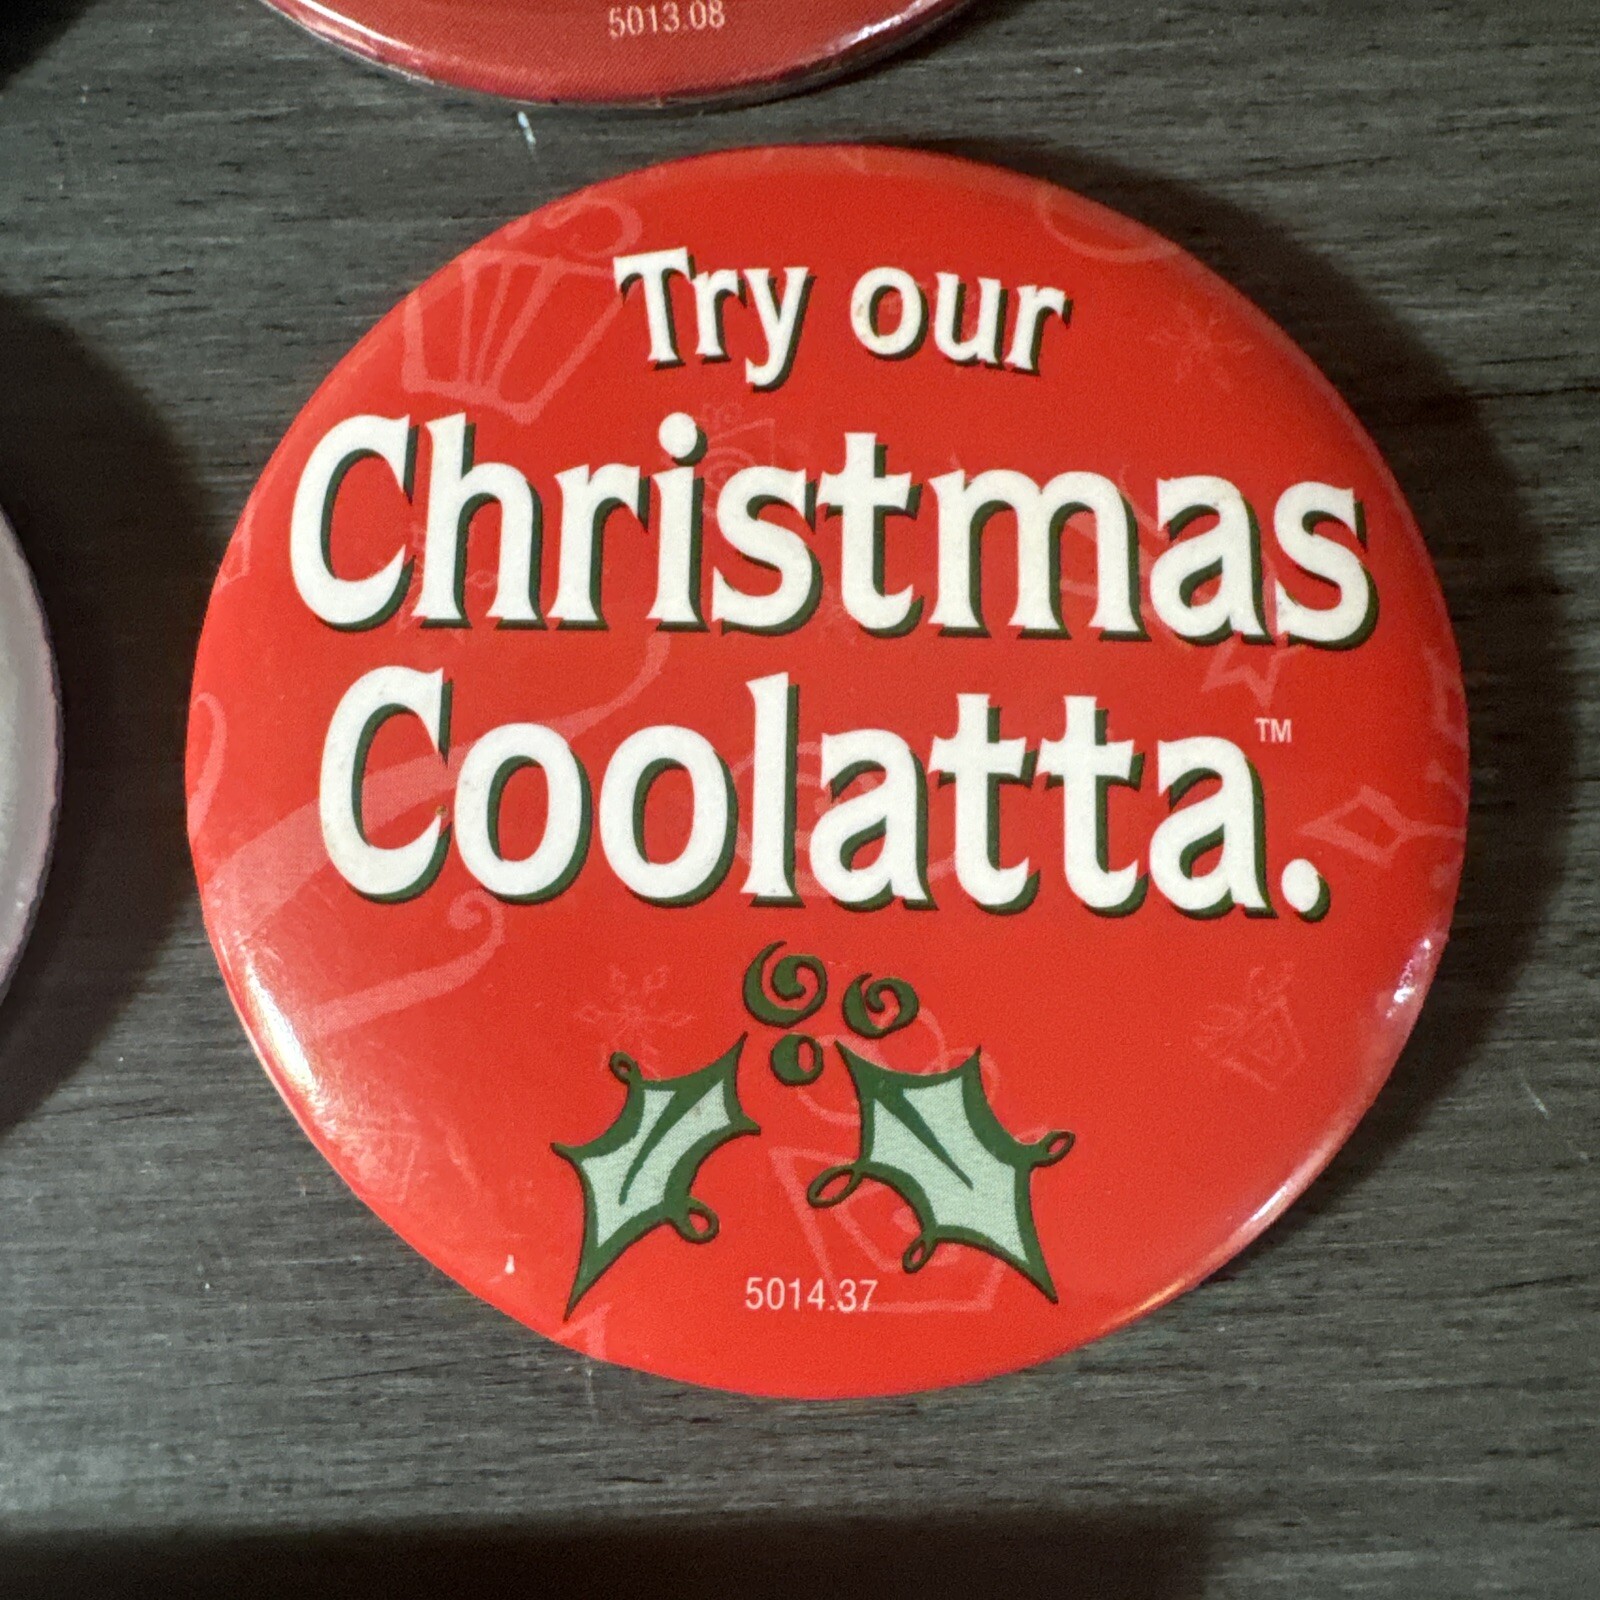 5013.08
Try our
Christmas
Coolatta.™
5014.37